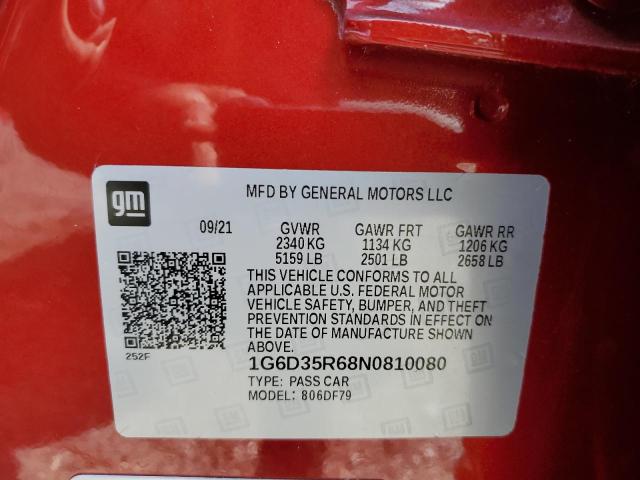 gm
MFD BY GENERAL MOTORS LLC
09/21 GVWR GAWR FRT GAWR RR
2340 KG 1134 KG 1206 KG
5159 LB 2501 LB 2658 LB
THIS VEHICLE CONFORMS TO ALL
APPLICABLE U.S. FEDERAL MOTOR
VEHICLE SAFETY, BUMPER, AND THEFT
PREVENTION STANDARDS IN EFFECT ON
THE DATE OF MANUFACTURE SHOWN
ABOVE.
252F
1G6D35R68N0810080
TYPE: PASS CAR
MODEL: 806DF79